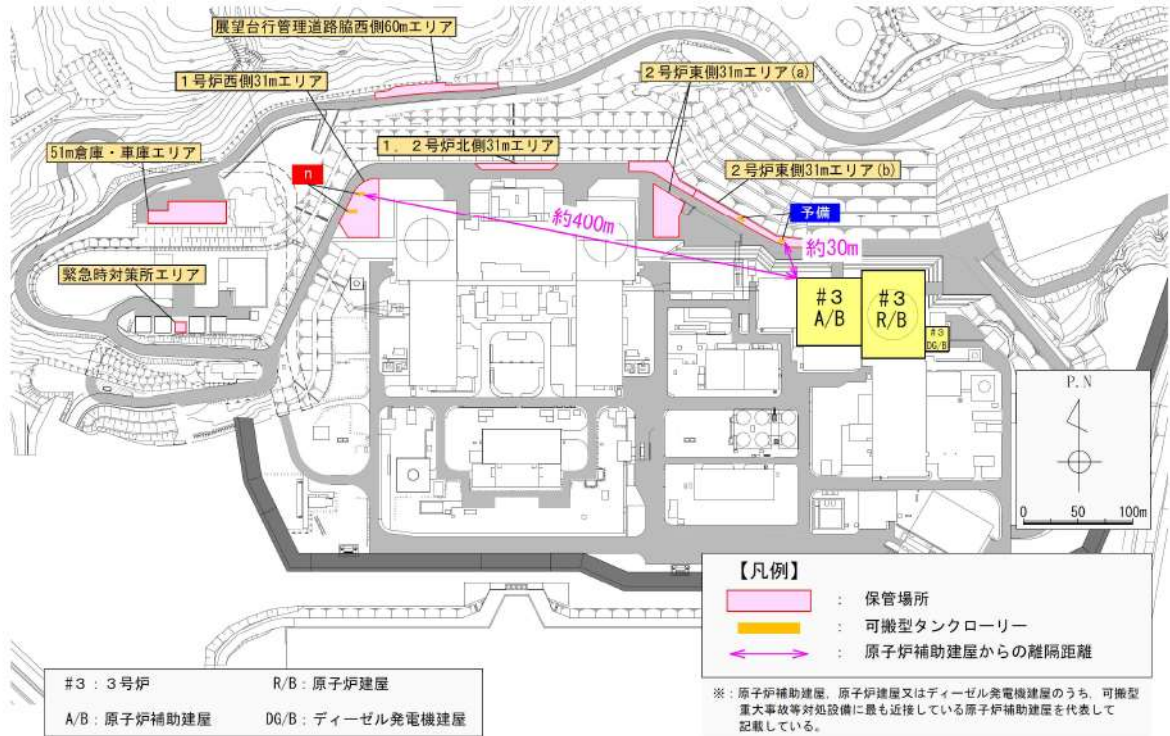 展望台行管理道路脇西側60mエリア
1号炉西側31mエリア
2号炉東側31mエリア(a)
51m倉庫・車庫エリア
1，2号炉北側31mエリア
2号炉東側31mエリア(b)
n
予備
約400m
約30m
緊急時対策所エリア
#3
A/B
#3
R/B
#3
DG/B
P.N
0 50 100m
【凡例】
： 保管場所
： 可搬型タンクローリー
： 原子炉補助建屋からの離隔距離
#3：3号炉 R/B：原子炉建屋
A/B：原子炉補助建屋 DG/B：ディーゼル発電機建屋
※：原子炉補助建屋，原子炉建屋又はディーゼル発電機建屋のうち，可搬型
重大事故等対処設備に最も近接している原子炉補助建屋を代表して
記載している。